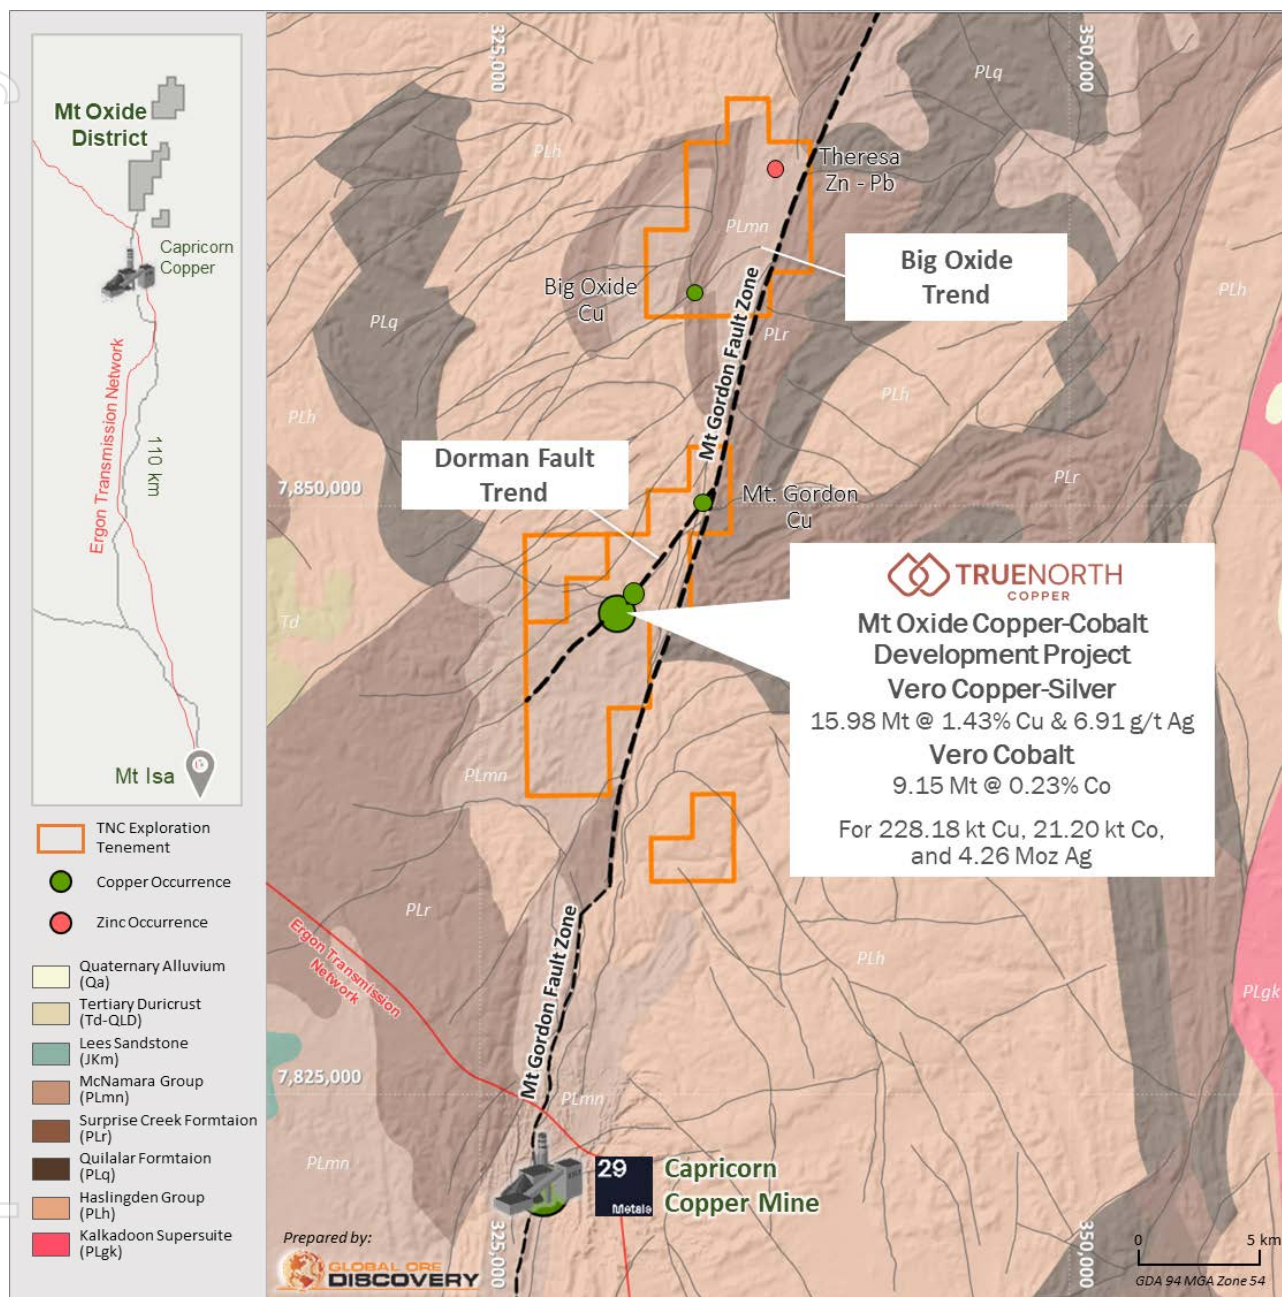 Mt Oxide
District
Capricorn
Copper
Ergon Transmission Network
110 km
Mt Isa
TNC Exploration
Tenement
Copper Occurrence
Zinc Occurrence
Quaternary Alluvium
(Qa)
Tertiary Duricrust
(Td-QLD)
Lees Sandstone
(JKm)
McNamara Group
(PLmn)
Surprise Creek Formtaion
(PLr)
Quilalar Formtaion
(PLq)
Haslingden Group
(PLh)
Kalkadoon Supersuite
(PLgk)
325,000
350,000
PLq
PLh
Theresa
Zn - Pb
PLmn
Big Oxide
Trend
Big Oxide
Cu
PLh
PLq
PLr
Mt Gordon Fault Zone
PLh
PLh
Dorman Fault
Trend
PLr
7,850,000
Mt. Gordon
Cu
TRUENORTH
COPPER
Mt Oxide Copper-Cobalt
Development Project
Vero Copper-Silver
15.98 Mt @ 1.43% Cu & 6.91 g/t Ag
Vero Cobalt
9.15 Mt @ 0.23% Co
For 228.18 kt Cu, 21.20 kt Co,
and 4.26 Moz Ag
Td
PLmn
PLr
Ergon Transmission
Network
Mt Gordon Fault Zone
PLh
PLgk
7,825,000
PLmn
PLmn
29
Metals
Capricorn
Copper Mine
Prepared by:
GLOBAL ORE
DISCOVERY
325,000
350,000
0 5 km
GDA 94 MGA Zone 54